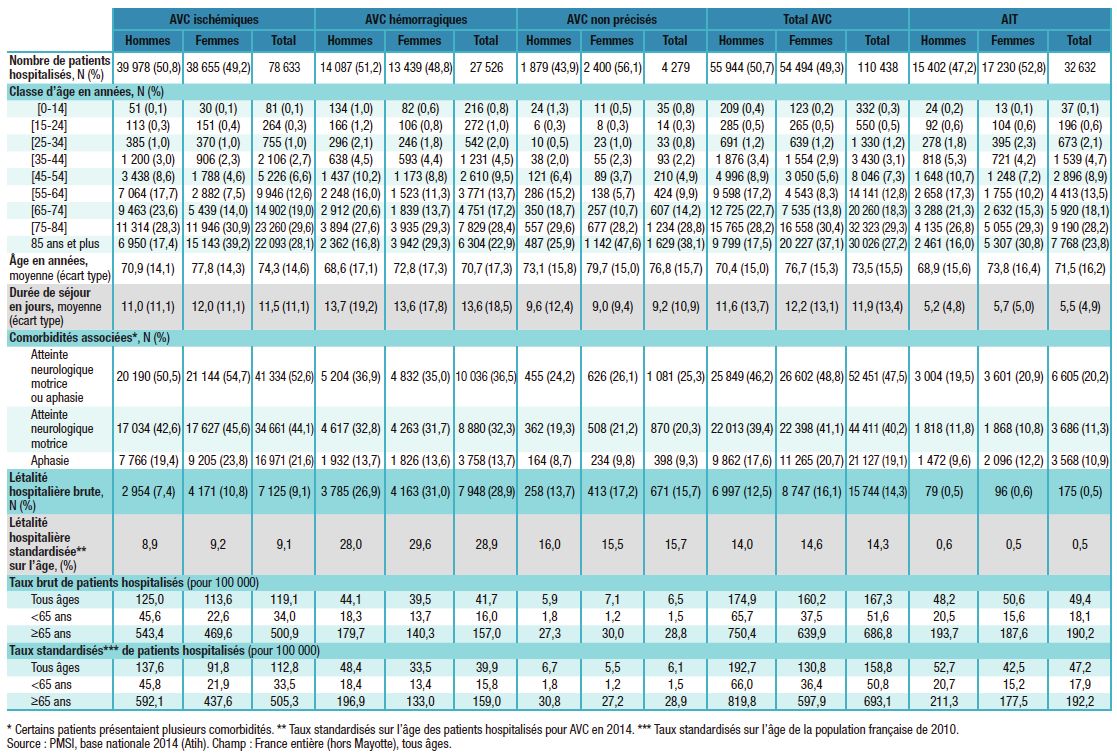 AVC ischémiques AVC hémorragiques AVC non précisés Total AVC AIT
Hommes Femmes Total Hommes Femmes Total Hommes Femmes Total Hommes Femmes Total Hommes Femmes Total
Nombre de patients
hospitalisés, N (%) 39 978 (50,8) 38 655 (49,2) 78 633 14 087 (51,2) 13 439 (48,8) 27 526 1 879 (43,9) 2 400 (56,1) 4 279 55 944 (50,7) 54 494 (49,3) 110 438 15 402 (47,2) 17 230 (52,8) 32 632
Classe d’âge en années, N (%)
[0-14] 51 (0,1) 30 (0,1) 81 (0,1) 134 (1,0) 82 (0,6) 216 (0,8) 24 (1,3) 11 (0,5) 35 (0,8) 209 (0,4) 123 (0,2) 332 (0,3) 24 (0,2) 13 (0,1) 37 (0,1)
[15-24] 113 (0,3) 151 (0,4) 264 (0,3) 166 (1,2) 106 (0,8) 272 (1,0) 6 (0,3) 8 (0,3) 14 (0,3) 285 (0,5) 265 (0,5) 550 (0,5) 92 (0,6) 104 (0,6) 196 (0,6)
[25-34] 385 (1,0) 370 (1,0) 755 (1,0) 296 (2,1) 246 (1,8) 542 (2,0) 10 (0,5) 23 (1,0) 33 (0,8) 691 (1,2) 639 (1,2) 1 330 (1,2) 278 (1,8) 395 (2,3) 673 (2,1)
[35-44] 1 200 (3,0) 906 (2,3) 2 106 (2,7) 638 (4,5) 593 (4,4) 1 231 (4,5) 38 (2,0) 55 (2,3) 93 (2,2) 1 876 (3,4) 1 554 (2,9) 3 430 (3,1) 818 (5,3) 721 (4,2) 1 539 (4,7)
[45-54] 3 438 (8,6) 1 788 (4,6) 5 226 (6,6) 1 437 (10,2) 1 173 (8,8) 2 610 (9,5) 121 (6,4) 89 (3,7) 210 (4,9) 4 996 (8,9) 3 050 (5,6) 8 046 (7,3) 1 648 (10,7) 1 248 (7,2) 2 896 (8,9)
[55-64] 7 064 (17,7) 2 882 (7,5) 9 946 (12,6) 2 248 (16,0) 1 523 (11,3) 3 771 (13,7) 286 (15,2) 138 (5,7) 424 (9,9) 9 598 (17,2) 4 543 (8,3) 14 141 (12,8) 2 658 (17,3) 1 755 (10,2) 4 413 (13,5)
[65-74] 9 463 (23,6) 5 439 (14,0) 14 902 (19,0) 2 912 (20,6) 1 839 (13,7) 4 751 (17,2) 350 (18,7) 257 (10,7) 607 (14,2) 12 725 (22,7) 7 535 (13,8) 20 260 (18,3) 3 288 (21,3) 2 632 (15,3) 5 920 (18,1)
[75-84] 11 314 (28,3) 11 946 (30,9) 23 260 (29,6) 3 894 (27,6) 3 935 (29,3) 7 829 (28,4) 557 (29,6) 677 (28,2) 1 234 (28,8) 15 765 (28,2) 16 558 (30,4) 32 323 (29,3) 4 135 (26,8) 5 055 (29,3) 9 190 (28,2)
85 ans et plus 6 950 (17,4) 15 143 (39,2) 22 093 (28,1) 2 362 (16,8) 3 942 (29,3) 6 304 (22,9) 487 (25,9) 1 142 (47,6) 1 629 (38,1) 9 799 (17,5) 20 227 (37,1) 30 026 (27,2) 2 461 (16,0) 5 307 (30,8) 7 768 (23,8)
Âge en années,
moyenne (écart type) 70,9 (14,1) 77,8 (14,3) 74,3 (14,6) 68,6 (17,1) 72,8 (17,3) 70,7 (17,3) 73,1 (15,8) 79,7 (15,0) 76,8 (15,7) 70,4 (15,0) 76,7 (15,3) 73,5 (15,5) 68,9 (15,6) 73,8 (16,4) 71,5 (16,2)
Durée de séjour
en jours, moyenne
(écart type) 11,0 (11,1) 12,0 (11,1) 11,5 (11,1) 13,7 (19,2) 13,6 (17,8) 13,6 (18,5) 9,6 (12,4) 9,0 (9,4) 9,2 (10,9) 11,6 (13,7) 12,2 (13,1) 11,9 (13,4) 5,2 (4,8) 5,7 (5,0) 5,5 (4,9)
Comorbidités associées*, N (%)
Atteinte
neurologique
motrice
ou aphasie 20 190 (50,5) 21 144 (54,7) 41 334 (52,6) 5 204 (36,9) 4 832 (35,0) 10 036 (36,5) 455 (24,2) 626 (26,1) 1 081 (25,3) 25 849 (46,2) 26 602 (48,8) 52 451 (47,5) 3 004 (19,5) 3 601 (20,9) 6 605 (20,2)
Atteinte
neurologique
motrice 17 034 (42,6) 17 627 (45,6) 34 661 (44,1) 4 617 (32,8) 4 263 (31,7) 8 880 (32,3) 362 (19,3) 508 (21,2) 870 (20,3) 22 013 (39,4) 22 398 (41,1) 44 411 (40,2) 1 818 (11,8) 1 868 (10,8) 3 686 (11,3)
Aphasie 7 766 (19,4) 9 205 (23,8) 16 971 (21,6) 1 932 (13,7) 1 826 (13,6) 3 758 (13,7) 164 (8,7) 234 (9,8) 398 (9,3) 9 862 (17,6) 11 265 (20,7) 21 127 (19,1) 1 472 (9,6) 2 096 (12,2) 3 568 (10,9)
Létalité
hospitalière brute,
N (%) 2 954 (7,4) 4 171 (10,8) 7 125 (9,1) 3 785 (26,9) 4 163 (31,0) 7 948 (28,9) 258 (13,7) 413 (17,2) 671 (15,7) 6 997 (12,5) 8 747 (16,1) 15 744 (14,3) 79 (0,5) 96 (0,6) 175 (0,5)
Létalité
hospitalière
standardisée**
sur l’âge, (%) 8,9 9,2 9,1 28,0 29,6 28,9 16,0 15,5 15,7 14,0 14,6 14,3 0,6 0,5 0,5
Taux brut de patients hospitalisés (pour 100 000)
Tous âges 125,0 113,6 119,1 44,1 39,5 41,7 5,9 7,1 6,5 174,9 160,2 167,3 48,2 50,6 49,4
<65 ans 45,6 22,6 34,0 18,3 13,7 16,0 1,8 1,2 1,5 65,7 37,5 51,6 20,5 15,6 18,1
≥65 ans 543,4 469,6 500,9 179,7 140,3 157,0 27,3 30,0 28,8 750,4 639,9 686,8 193,7 187,6 190,2
Taux standardisés*** de patients hospitalisés (pour 100 000)
Tous âges 137,6 91,8 112,8 48,4 33,5 39,9 6,7 5,5 6,1 192,7 130,8 158,8 52,7 42,5 47,2
<65 ans 45,8 21,9 33,5 18,4 13,4 15,8 1,8 1,2 1,5 66,0 36,4 50,8 20,7 15,2 17,9
≥65 ans 592,1 437,6 505,3 196,9 133,0 159,0 30,8 27,2 28,9 819,8 597,9 693,1 211,3 177,5 192,2
* Certains patients présentaient plusieurs comorbidités. ** Taux standardisés sur l’âge des patients hospitalisés pour AVC en 2014. *** Taux standardisés sur l’âge de la population française de 2010.
Source : PMSI, base nationale 2014 (Atih). Champ : France entière (hors Mayotte), tous âges.